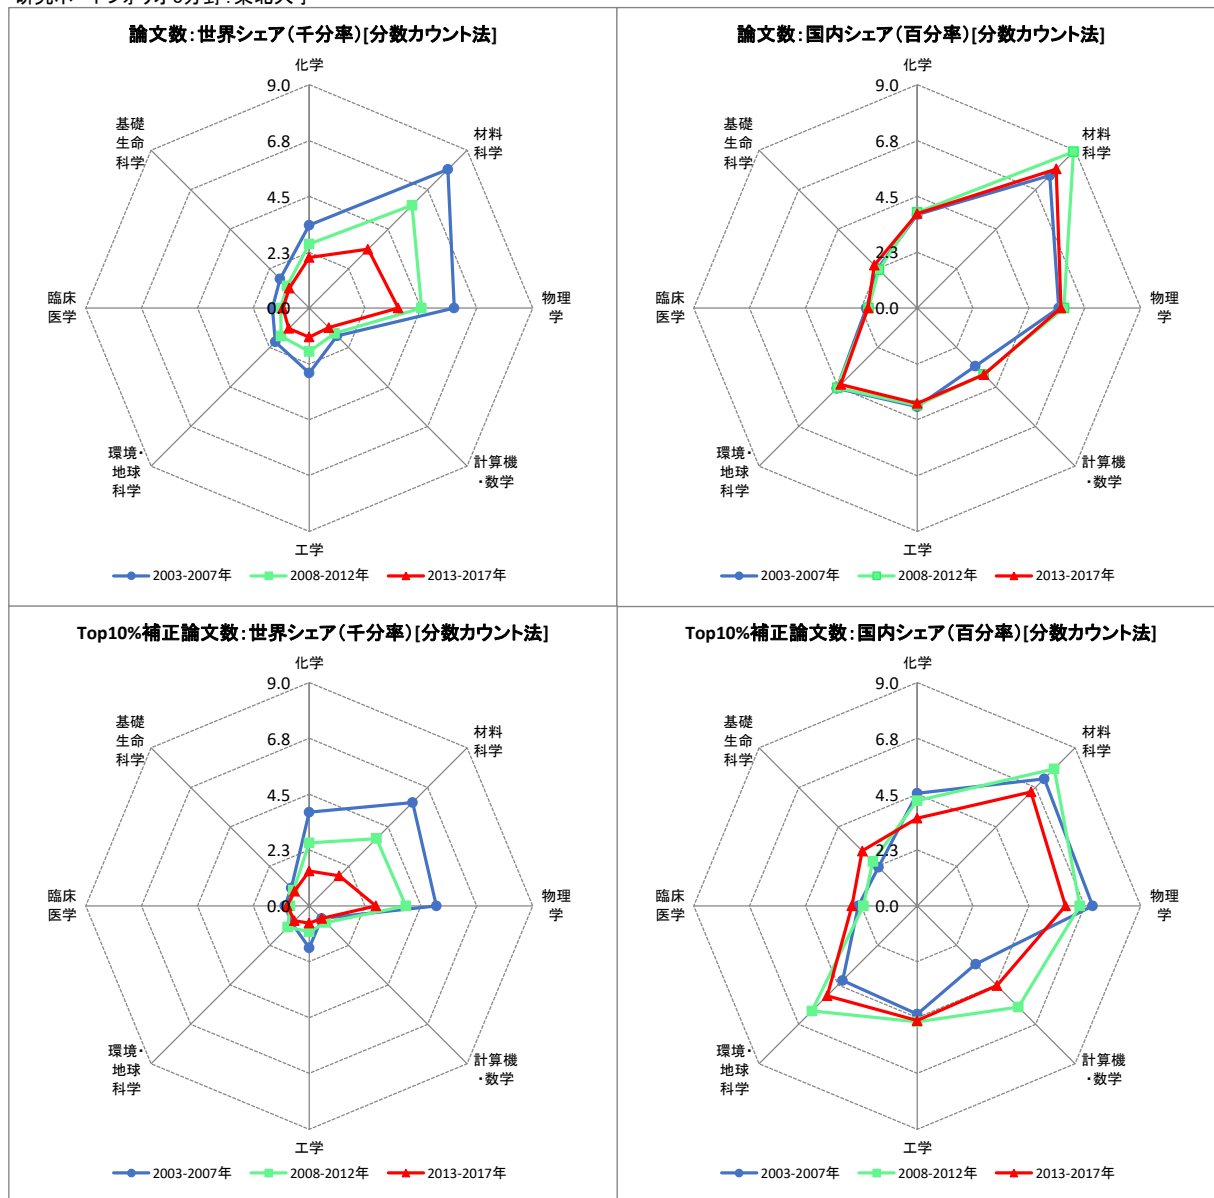 論文数：世界シェア（千分率）[分数カウント法]
化学
9.0
6.8
4.5
2.3
0.0
材料
科学
物理
学
計算機
・数学
工学
環境・
地球
科学
臨床
医学
基礎
生命
科学
2003-2007年
2008-2012年
2013-2017年
論文数：国内シェア（百分率）[分数カウント法]
化学
9.0
6.8
4.5
2.3
0.0
材料
科学
物理
学
計算機
・数学
工学
環境・
地球
科学
臨床
医学
基礎
生命
科学
2003-2007年
2008-2012年
2013-2017年
Top10%補正論文数：世界シェア（千分率）[分数カウント法]
化学
9.0
6.8
4.5
2.3
0.0
材料
科学
物理
学
計算機
・数学
工学
環境・
地球
科学
臨床
医学
基礎
生命
科学
2003-2007年
2008-2012年
2013-2017年
Top10%補正論文数：国内シェア（百分率）[分数カウント法]
化学
9.0
6.8
4.5
2.3
0.0
材料
科学
物理
学
計算機
・数学
工学
環境・
地球
科学
臨床
医学
基礎
生命
科学
2003-2007年
2008-2012年
2013-2017年